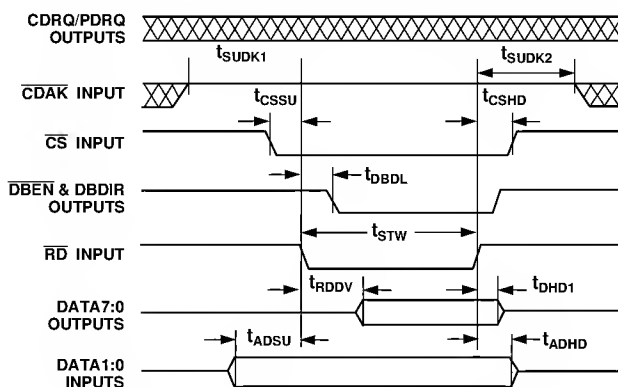 CDRQ/PDRQ
OUTPUTS
tSUDK1
tSUDK2
CDAK INPUT
tCSSU
tCSHD
CS INPUT
tDBDL
DBEN & DBDIR
OUTPUTS
tSTW
RD INPUT
tRDDV
tDHD1
DATA7:0
OUTPUTS
tADSU
tADHD
DATA1:0
INPUTS